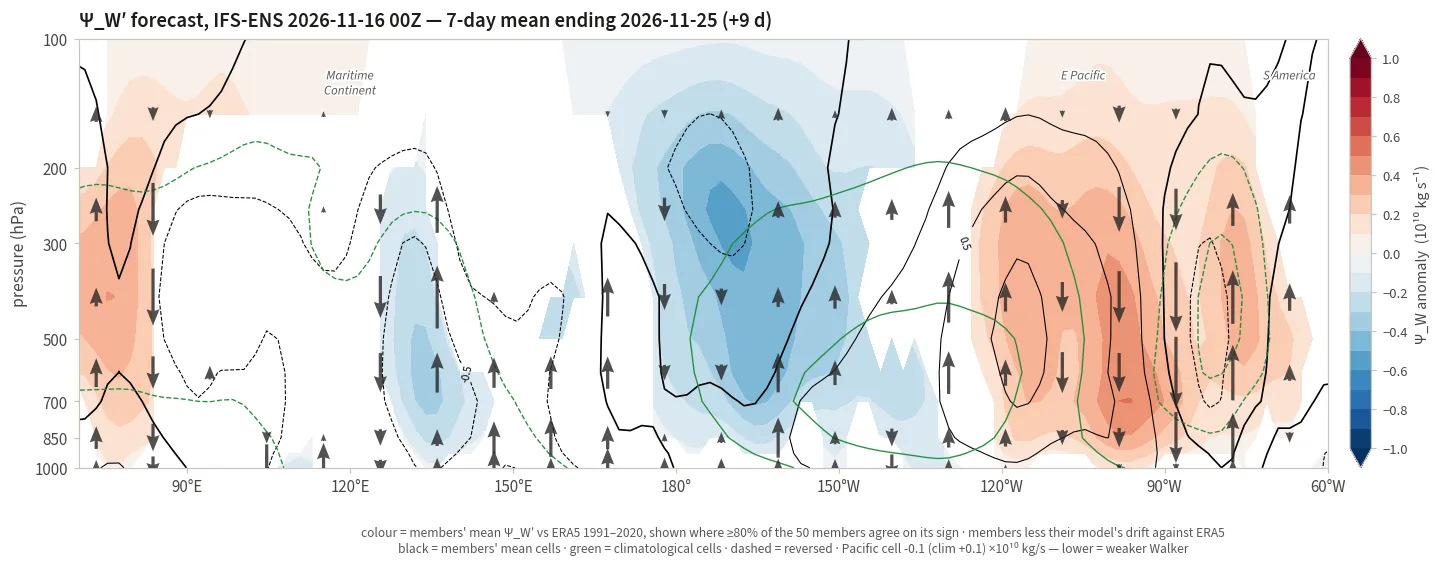 Ψ_W′ forecast, IFS-ENS 2026-11-16 00Z — 7-day mean ending 2026-11-25 (+9 d)
100
200
300
400
500
700
850
1000
pressure (hPa)
Maritime
Continent
E Pacific
S America
0.5
-0.5
90°E
120°E
150°E
180°
150°W
120°W
90°W
60°W
1.0
0.8
0.6
0.4
0.2
0.0
−0.2
−0.4
−0.6
−0.8
−1.0
Ψ_W anomaly (10¹⁰ kg s⁻¹)
colour = members' mean Ψ_W′ vs ERA5 1991–2020, shown where ≥80% of the 50 members agree on its sign · members less their model's drift against ERA5
black = members' mean cells · green = climatological cells · dashed = reversed · Pacific cell -0.1 (clim +0.1) ×10¹⁰ kg/s — lower = weaker Walker